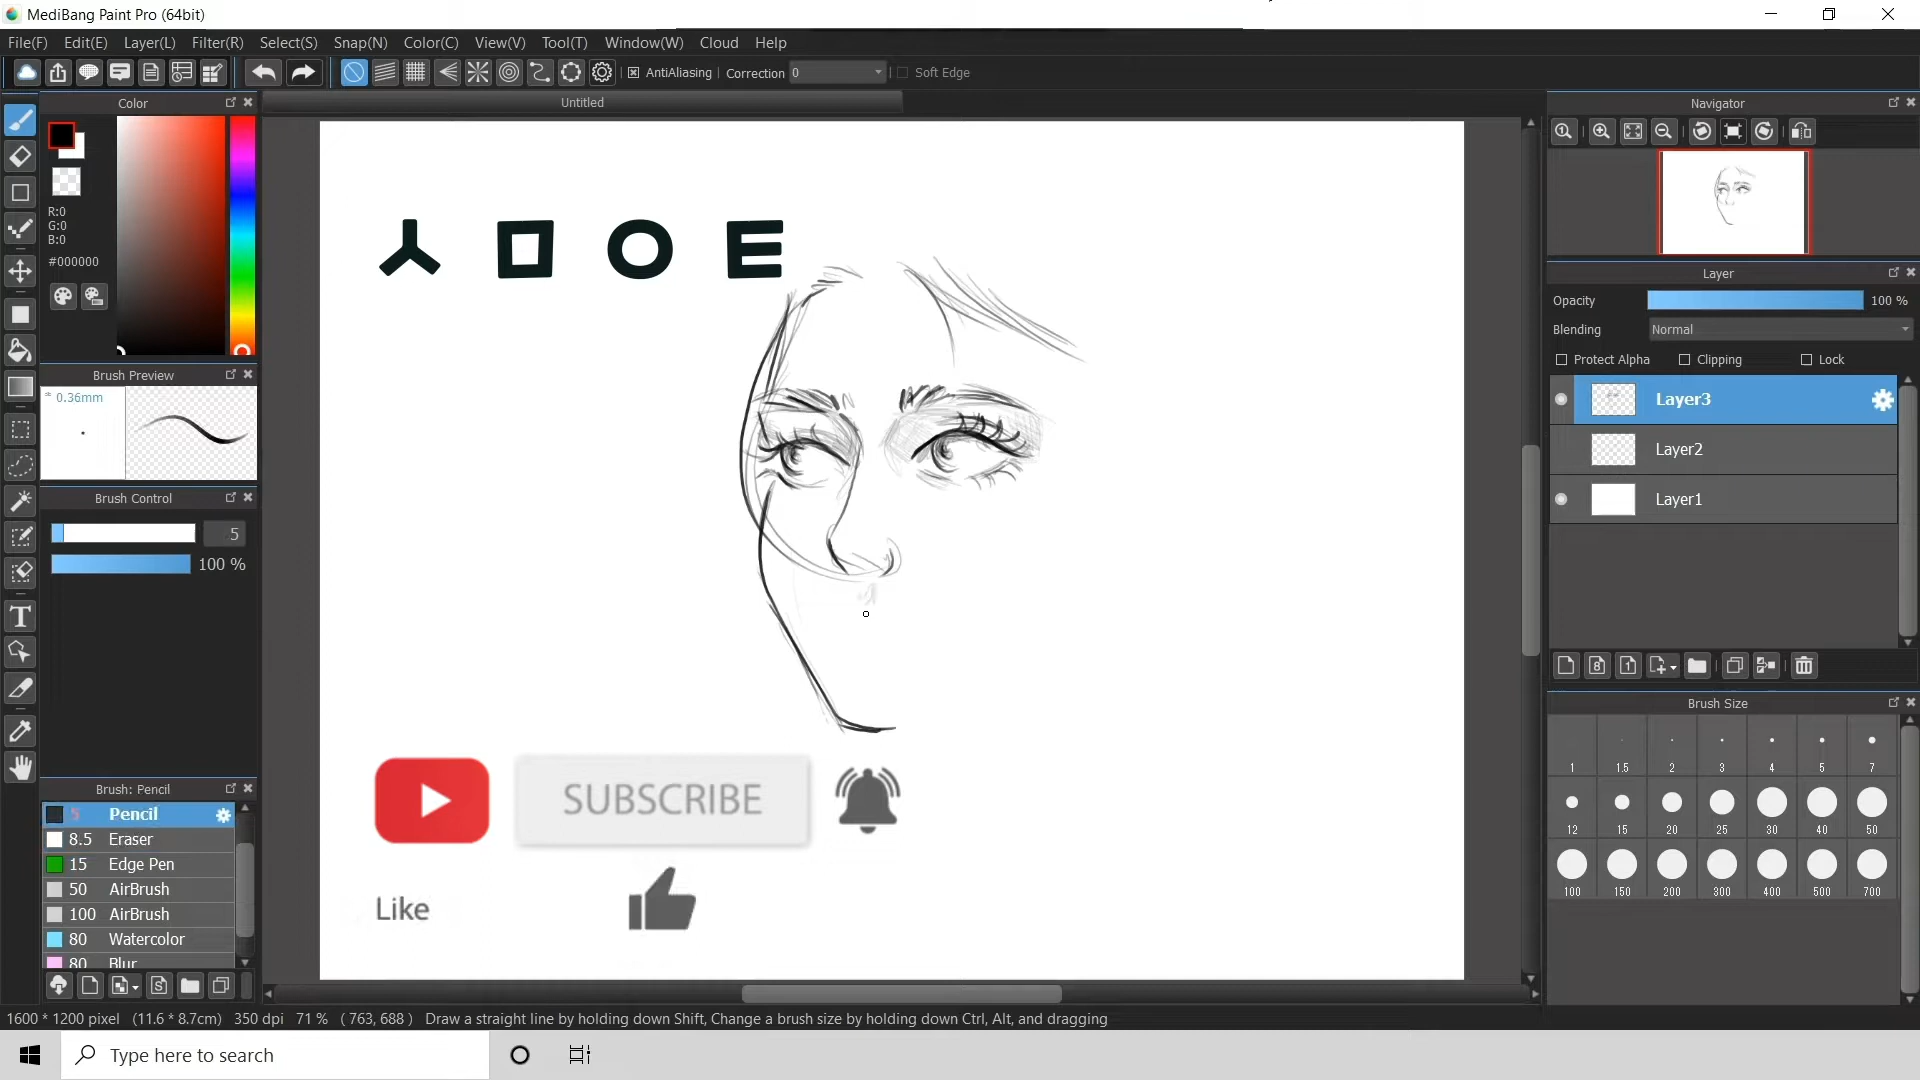 MediBang Paint Pro (64bit)
File(F) Edit(E) Layer(L) Filter(R) Select(S) Snap(N) Color(C) View(V) Tool(T) Window(W) Cloud Help
AntiAliasing Correction 0 Soft Edge
Color
Untitled
Navigator
R:0
G:0
B:0
#000000
ㅅㅁㅇㅌ
Layer
Opacity 100 %
Blending Normal
Protect Alpha Clipping Lock
Brush Preview
* 0.36mm
Layer3
Layer2
Layer1
Brush Control
5
100 %
Brush Size
1 1.5 2 3 4 5 7
12 15 20 25 30 40 50
100 150 200 300 400 500 700
Brush: Pencil
5 Pencil
8.5 Eraser
15 Edge Pen
50 AirBrush
100 AirBrush
80 Watercolor
80 Blur
SUBSCRIBE
Like
1600 * 1200 pixel (11.6 * 8.7cm) 350 dpi 71 % ( 763, 688 ) Draw a straight line by holding down Shift, Change a brush size by holding down Ctrl, Alt, and dragging
Type here to search